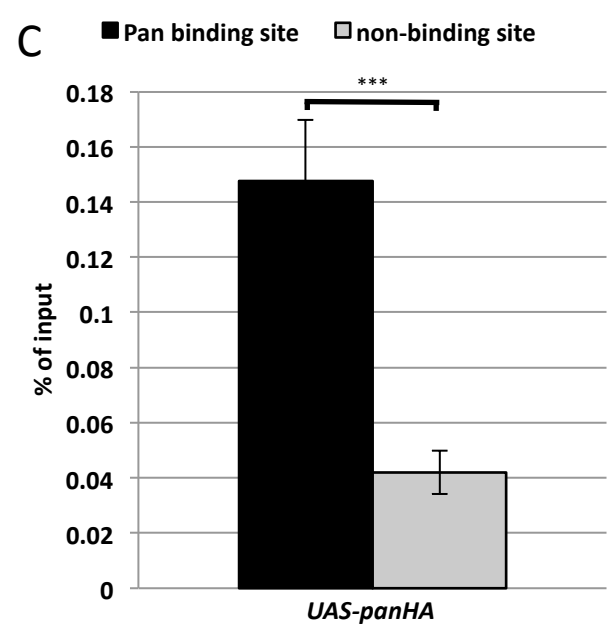 C
Pan binding site non-binding site
***
0.18
0.16
0.14
0.12
0.1
0.08
0.06
0.04
0.02
0
% of input
UAS-panHA